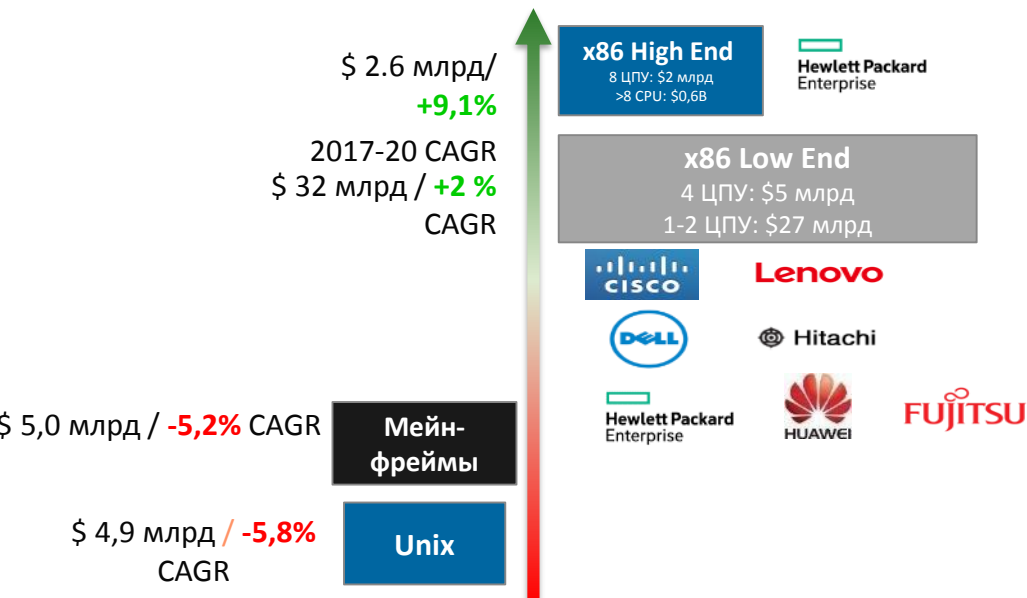 $ 2.6 млрд/
+9,1%
2017-20 CAGR
$ 32 млрд / +2 %
CAGR
x86 High End
8 ЦПУ: $2 млрд
>8 CPU: $0,6B
Hewlett Packard
Enterprise
x86 Low End
4 ЦПУ: $5 млрд
1-2 ЦПУ: $27 млрд
CISCO
Lenovo
DELL
Hitachi
Hewlett Packard
Enterprise
HUAWEI
FUJITSU
$ 5,0 млрд / -5,2% CAGR
Мейн-
фреймы
$ 4,9 млрд / -5,8%
CAGR
Unix